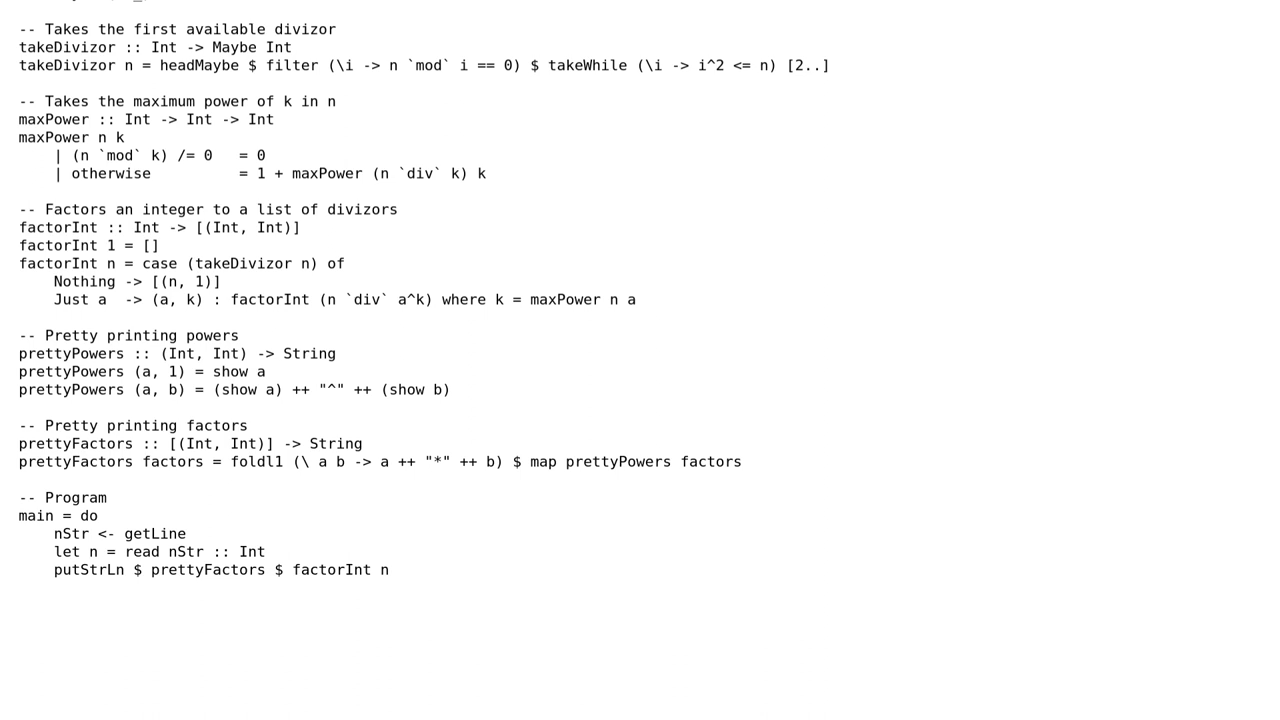 -- Takes the first available divizor
takeDivizor :: Int -> Maybe Int
takeDivizor n = headMaybe $ filter (\i -> n `mod` i == 0) $ takeWhile (\i -> i^2 <= n) [2..]

-- Takes the maximum power of k in n
maxPower :: Int -> Int -> Int
maxPower n k
    | (n `mod` k) /= 0   = 0
    | otherwise          = 1 + maxPower (n `div` k) k

-- Factors an integer to a list of divizors
factorInt :: Int -> [(Int, Int)]
factorInt 1 = []
factorInt n = case (takeDivizor n) of
    Nothing -> [(n, 1)]
    Just a  -> (a, k) : factorInt (n `div` a^k) where k = maxPower n a

-- Pretty printing powers
prettyPowers :: (Int, Int) -> String
prettyPowers (a, 1) = show a
prettyPowers (a, b) = (show a) ++ "^" ++ (show b)

-- Pretty printing factors
prettyFactors :: [(Int, Int)] -> String
prettyFactors factors = foldl1 (\ a b -> a ++ "*" ++ b) $ map prettyPowers factors

-- Program
main = do
    nStr <- getLine
    let n = read nStr :: Int
    putStrLn $ prettyFactors $ factorInt n